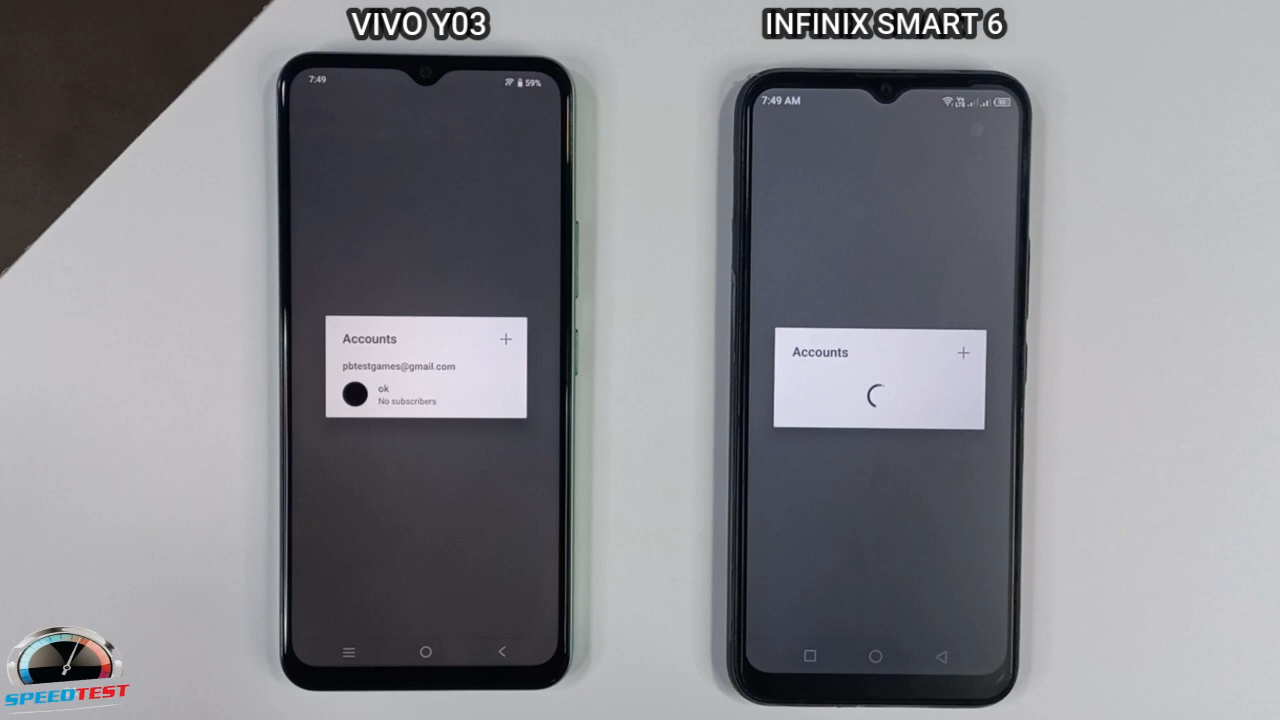 VIVO Y03
INFINIX SMART 6
7:49
59%
Accounts
+
pbtestgames@gmail.com
ok
No subscribers
7:49 AM
Accounts
+
SPEEDTEST